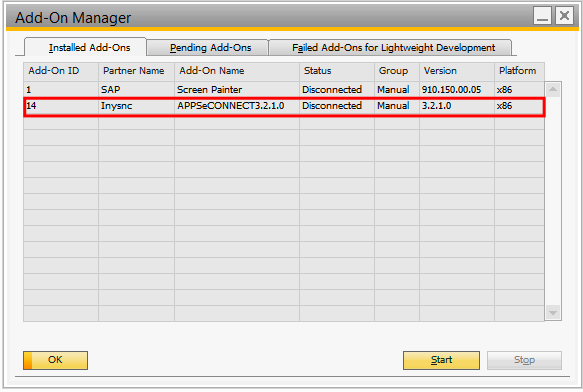 Add-On Manager
Installed Add-Ons Pending Add-Ons Failed Add-Ons for Lightweight Development
Add-On ID Partner Name Add-On Name Status Group Version Platform
1 SAP Screen Painter Disconnected Manual 910.150.00.05 x86
14 Inysnc APPSeCONNECT3.2.1.0 Disconnected Manual 3.2.1.0 x86
OK Start Stop